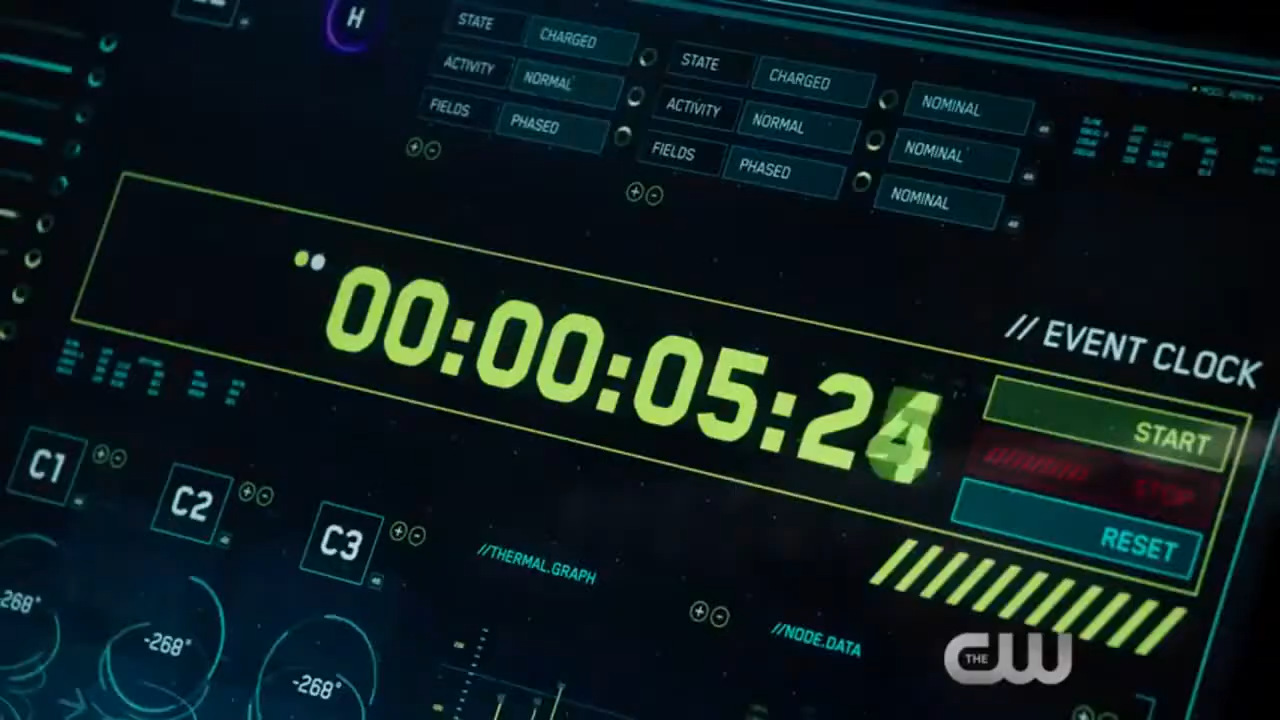 H
STATE CHARGED
ACTIVITY NORMAL
FIELDS PHASED
STATE CHARGED NOMINAL
ACTIVITY NORMAL NOMINAL
FIELDS PHASED NOMINAL
00:00:05:24
// EVENT CLOCK
START
STOP
RESET
C1
C2
C3
//THERMAL.GRAPH
//NODE.DATA
-268°
-268°
-268°
THE CW